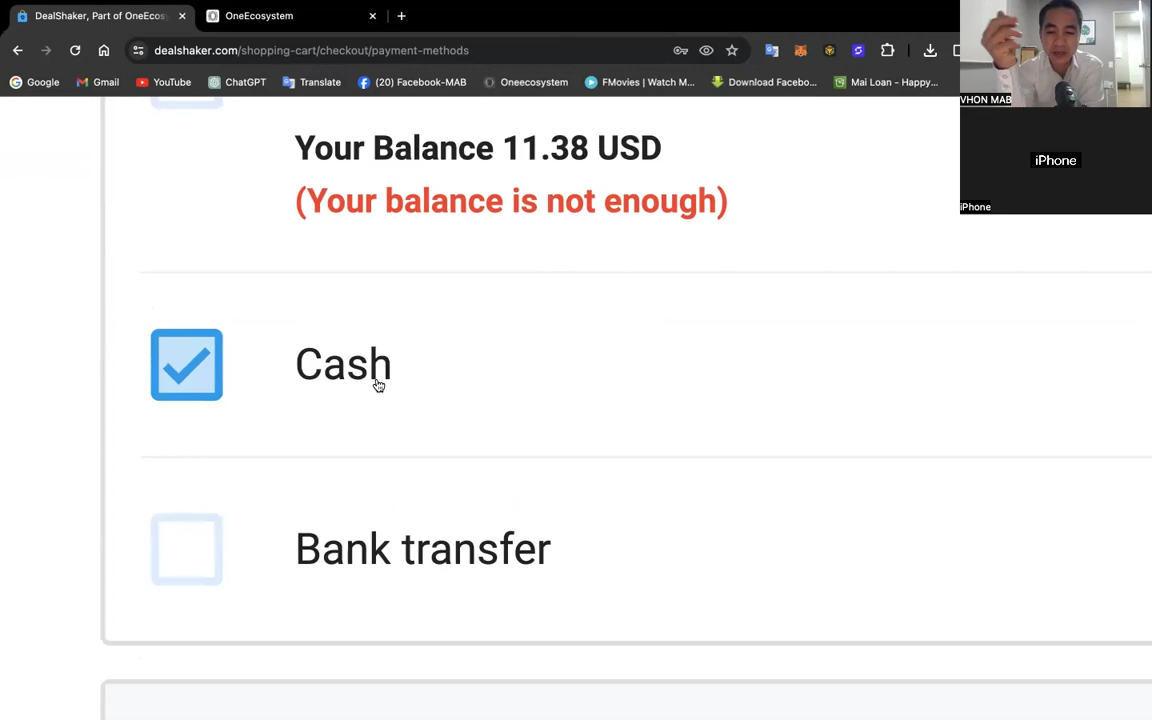 DealShaker, Part of OneEcos
OneEcosystem
dealshaker.com/shopping-cart/checkout/payment-methods
Google
Gmail
YouTube
ChatGPT
Translate
(20) Facebook-MAB
Oneecosystem
FMovies | Watch M...
Download Facebo...
Mai Loan - Happy...
VHON MAB
iPhone
iPhone
Your Balance 11.38 USD
(Your balance is not enough)
Cash
Bank transfer